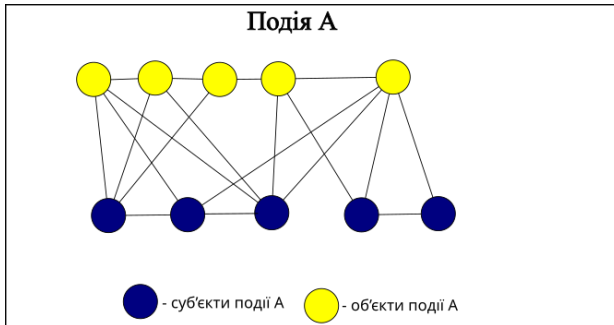 Подія А
- суб'єкти події А
- об'єкти події А